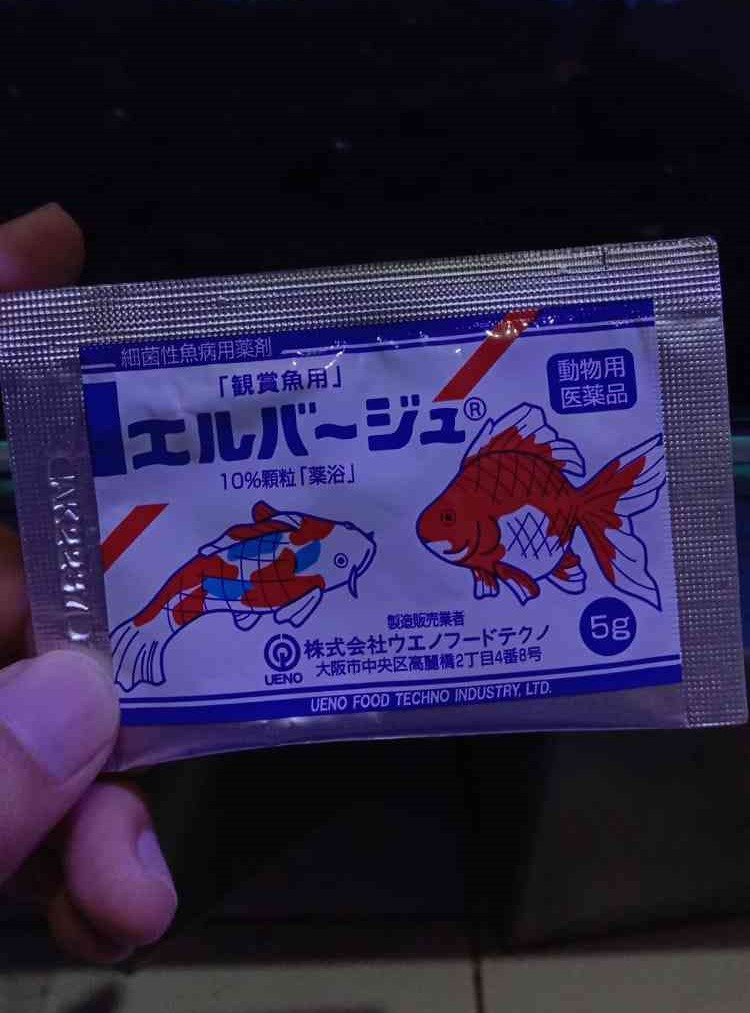 細菌性魚病用薬剤
「観賞魚用」
エルバージュ®
10%顆粒「薬浴」
動物用
医薬品
製造販売業者
株式会社ウエノフードテクノ
大阪市中央区高麗橋2丁目4番8号
UENO
5g
UENO FOOD TECHNO INDUSTRY, LTD.